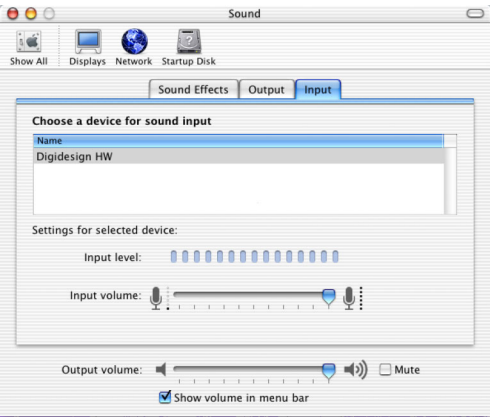 Sound
Show All Displays Network Startup Disk
Sound Effects Output Input
Choose a device for sound input
Name
Digidesign HW
Settings for selected device:
Input level:
Input volume:
Output volume: Mute
Show volume in menu bar